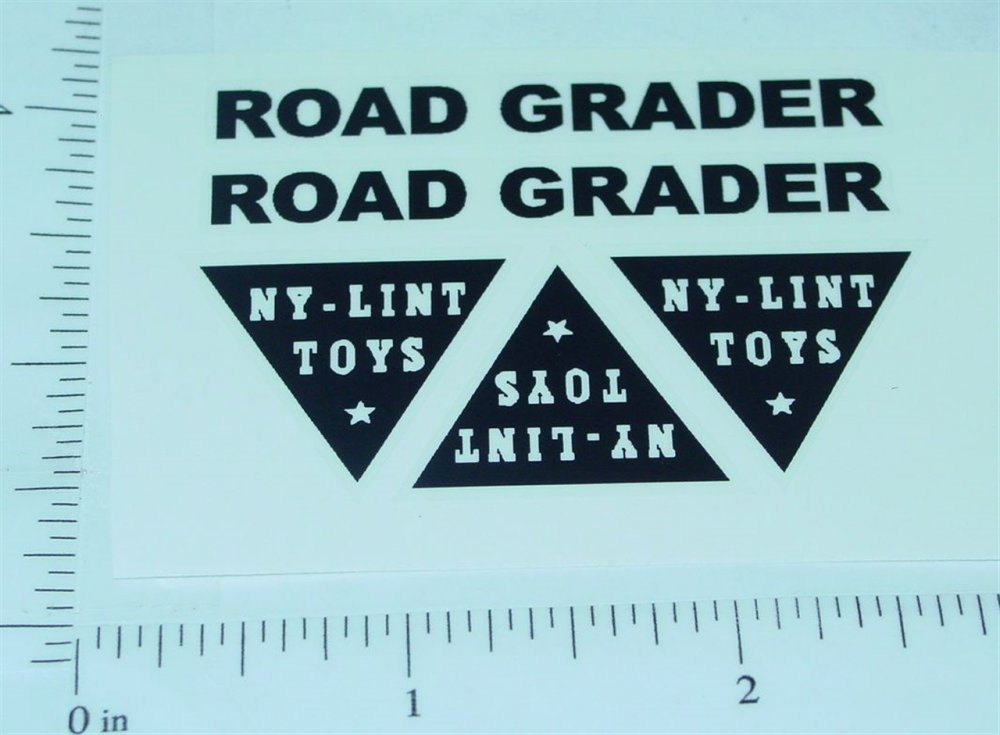 ROAD GRADER
ROAD GRADER
NY-LINT
TOYS
NY-LINT
TOYS
NY-LINT
TOYS
0 in
1
2